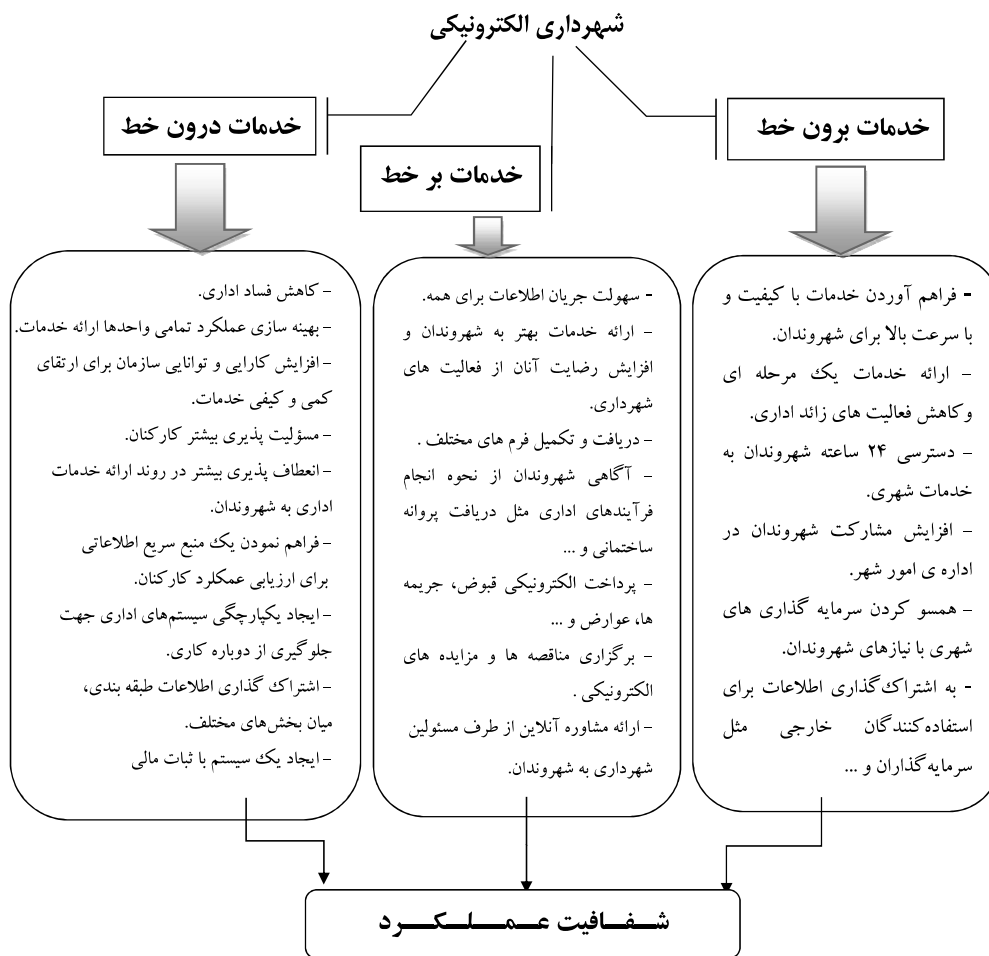 شهرداری الکترونیکی
خدمات برون خط
خدمات بر خط
خدمات درون خط
- فراهم آوردن خدمات با کیفیت و
با سرعت بالا برای شهروندان.
- ارائه خدمات یک مرحله ای
وکاهش فعالیت های زائد اداری.
- دسترسی ۲۴ ساعته شهروندان به
خدمات شهری.
- افزایش مشارکت شهروندان در
اداره ی امور شهر.
- همسو کردن سرمایه گذاری های
شهری با نیازهای شهروندان.
- به اشتراک‌گذاری اطلاعات برای
استفاده‌کنندگان خارجی مثل
سرمایه‌گذاران و ...
- سهولت جریان اطلاعات برای همه.
- ارائه خدمات بهتر به شهروندان و
افزایش رضایت آنان از فعالیت های
شهرداری.
- دریافت و تکمیل فرم های مختلف .
- آگاهی شهروندان از نحوه انجام
فرآیندهای اداری مثل دریافت پروانه
ساختمانی و ...
- پرداخت الکترونیکی قبوض، جریمه
ها، عوارض و ...
- برگزاری مناقصه ها و مزایده های
الکترونیکی .
- ارائه مشاوره آنلاین از طرف مسئولین
شهرداری به شهروندان.
- کاهش فساد اداری.
- بهینه سازی عملکرد تمامی واحدها ارائه خدمات.
- افزایش کارایی و توانایی سازمان برای ارتقای
کمی و کیفی خدمات.
- مسؤلیت پذیری بیشتر کارکنان.
- انعطاف پذیری بیشتر در روند ارائه خدمات
اداری به شهروندان.
- فراهم نمودن یک منبع سریع اطلاعاتی
برای ارزیابی عمکلرد کارکنان.
- ایجاد یکپارچگی سیستم‌های اداری جهت
جلوگیری از دوباره کاری.
- اشتراک گذاری اطلاعات طبقه بندی،
میان بخش‌های مختلف.
- ایجاد یک سیستم با ثبات مالی
شـــفـــافیت عـــمـــلـــکـــرد